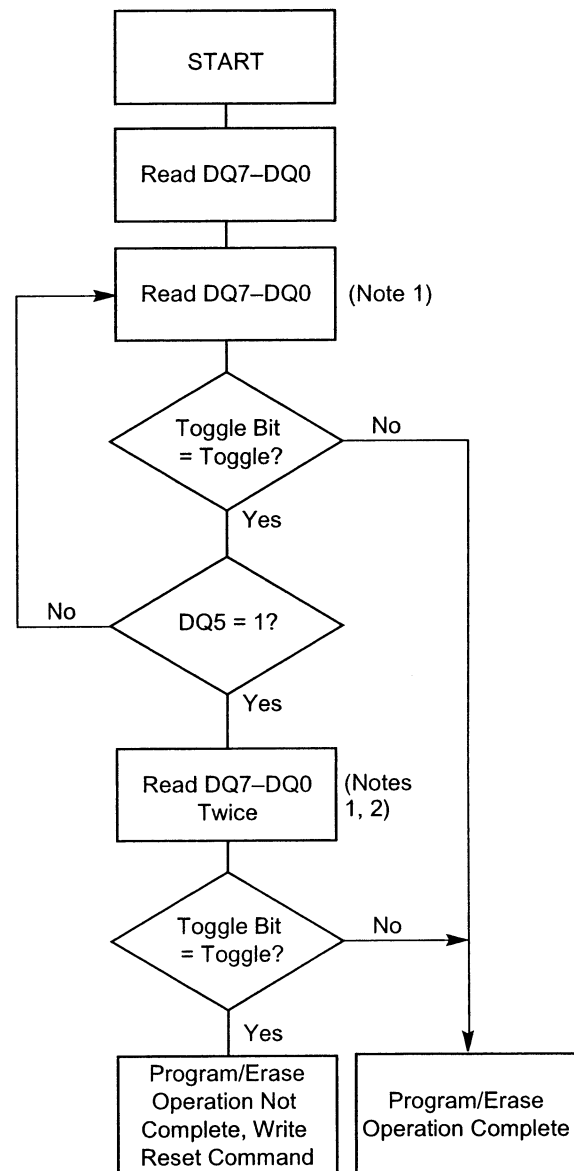 START
Read DQ7–DQ0
Read DQ7–DQ0
(Note 1)
Toggle Bit
= Toggle?
No
Yes
DQ5 = 1?
No
Yes
Read DQ7–DQ0
Twice
(Notes
1, 2)
Toggle Bit
= Toggle?
No
Yes
Program/Erase
Operation Not
Complete, Write
Reset Command
Program/Erase
Operation Complete